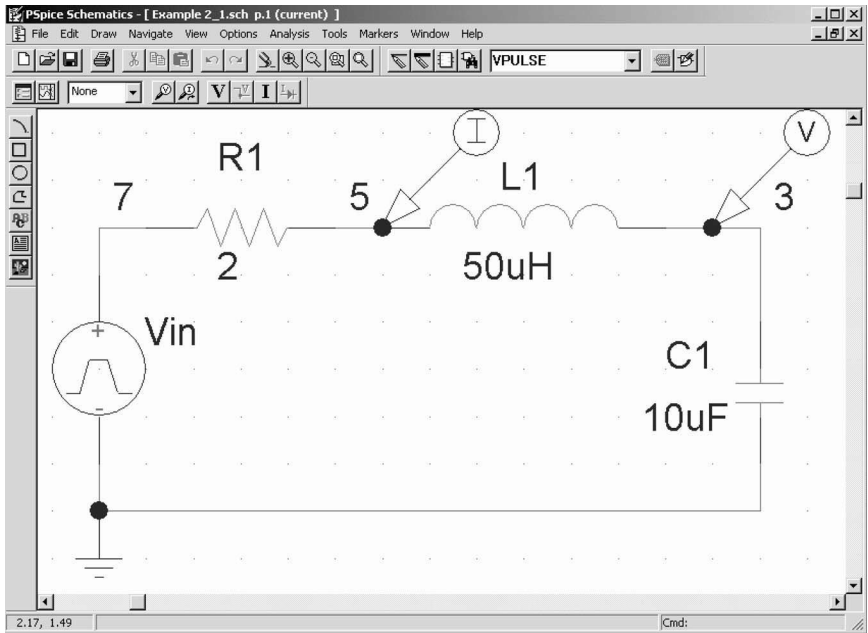 PSpice Schematics - [ Example 2_1.sch p.1 (current) ]
File Edit Draw Navigate View Options Analysis Tools Markers Window Help
VPULSE
None V I
I V
R1 L1
7 5 3
2 50uH
+ Vin
C1
-
10uF
2.17, 1.49 Cmd: